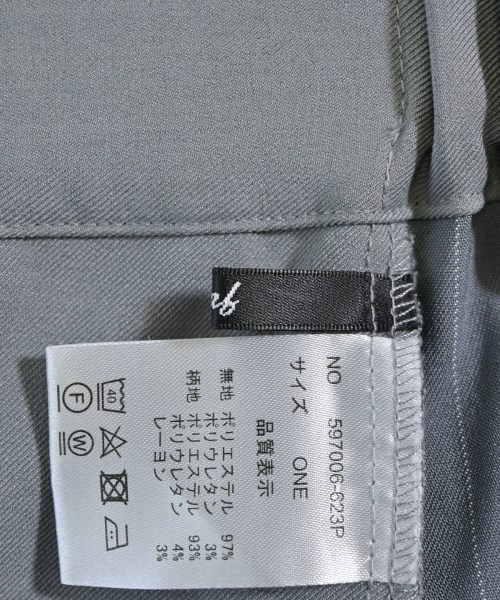 NO 597006-623P
サイズ ONE
品質表示
無地 ポリエステル 97%
ポリウレタン 3%
柄地 ポリエステル 93%
ポリウレタン 4%
レーヨン 3%
40
F W